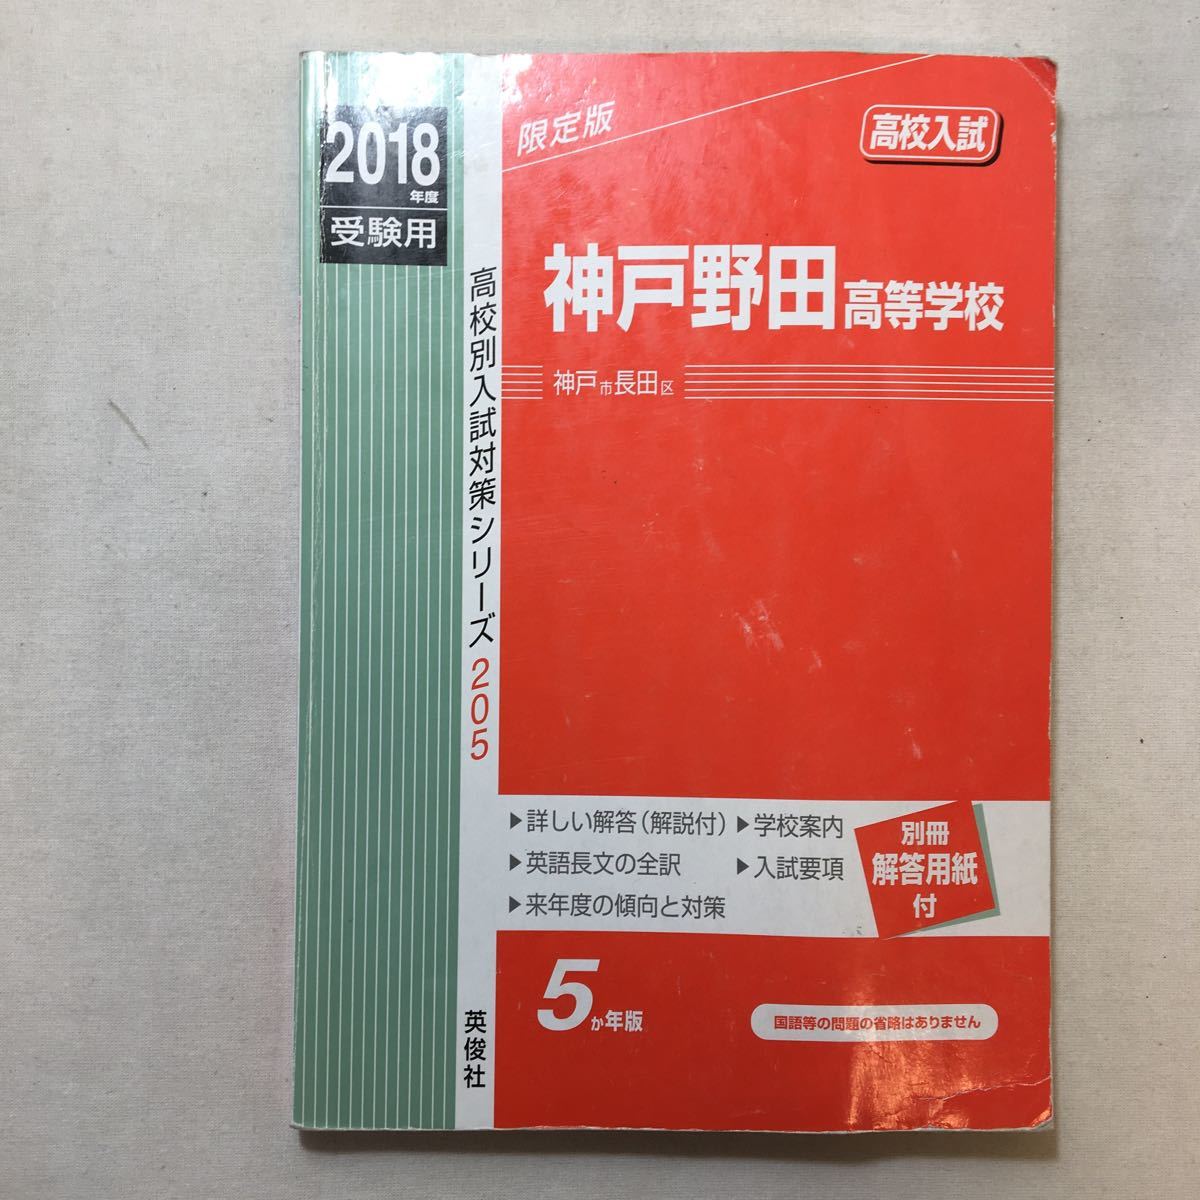 2018
年度
受験用
限定版
高校入試
神戸野田高等学校
神戸市長田区
高校別入試対策シリーズ205
▶詳しい解答（解説付）▶学校案内
▶英語長文の全訳 ▶入試要項
▶来年度の傾向と対策
別冊
解答用紙
付
5か年版
国語等の問題の省略はありません
英俊社